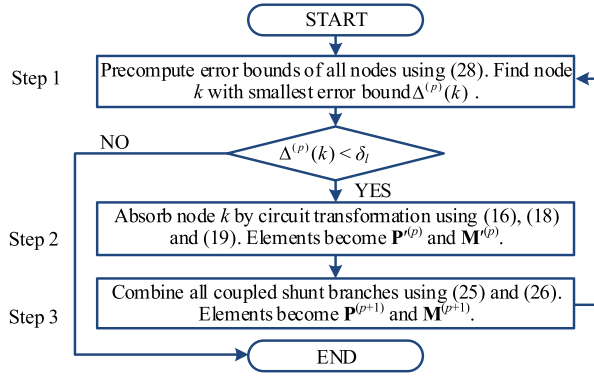 START
Step 1
Precompute error bounds of all nodes using (28). Find node
k with smallest error bound Δ^(p)(k) .
NO
Δ^(p)(k) < δ_l
YES
Step 2
Absorb node k by circuit transformation using (16), (18)
and (19). Elements become P′^(p) and M′^(p).
Step 3
Combine all coupled shunt branches using (25) and (26).
Elements become P^(p+1) and M^(p+1).
END